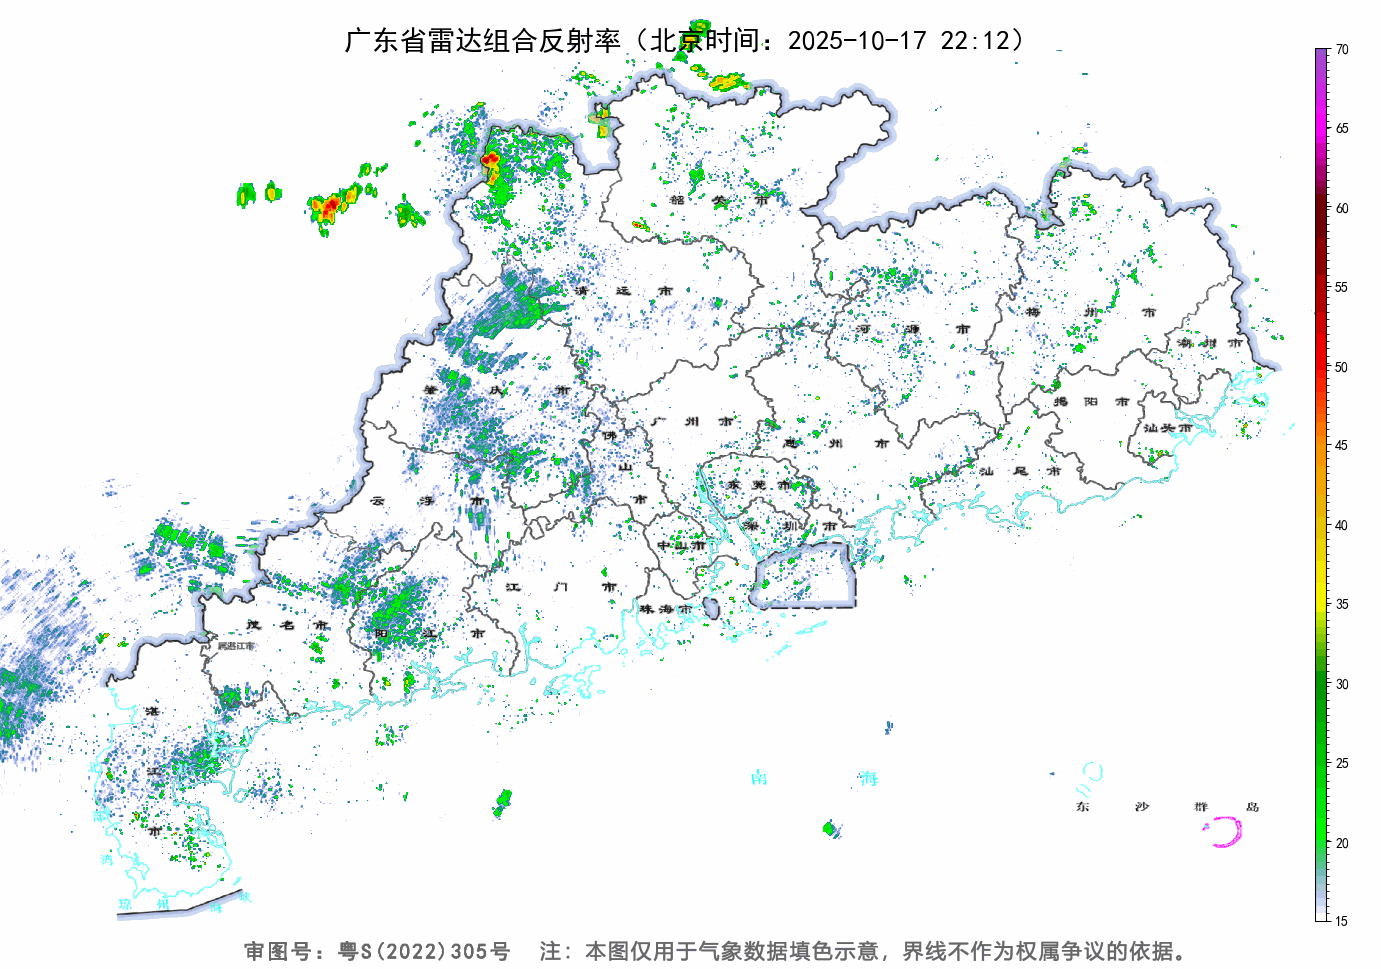 广东省雷达组合反射率（北京时间：2025-10-17 22:12）
70
65
60
55
50
45
40
35
30
25
20
15
韶关市
清远市
河源市
梅州市
潮州市
肇庆市
广州市
惠州市
揭阳市
汕头市
佛山市
云浮市
东莞市
汕尾市
深圳市
中山市
江门市
珠海市
茂名市
阳江市
属湛江市
湛江市
北部湾
南海
东沙群岛
琼州海峡
审图号：粤S(2022)305号 注：本图仅用于气象数据填色示意，界线不作为权属争议的依据。